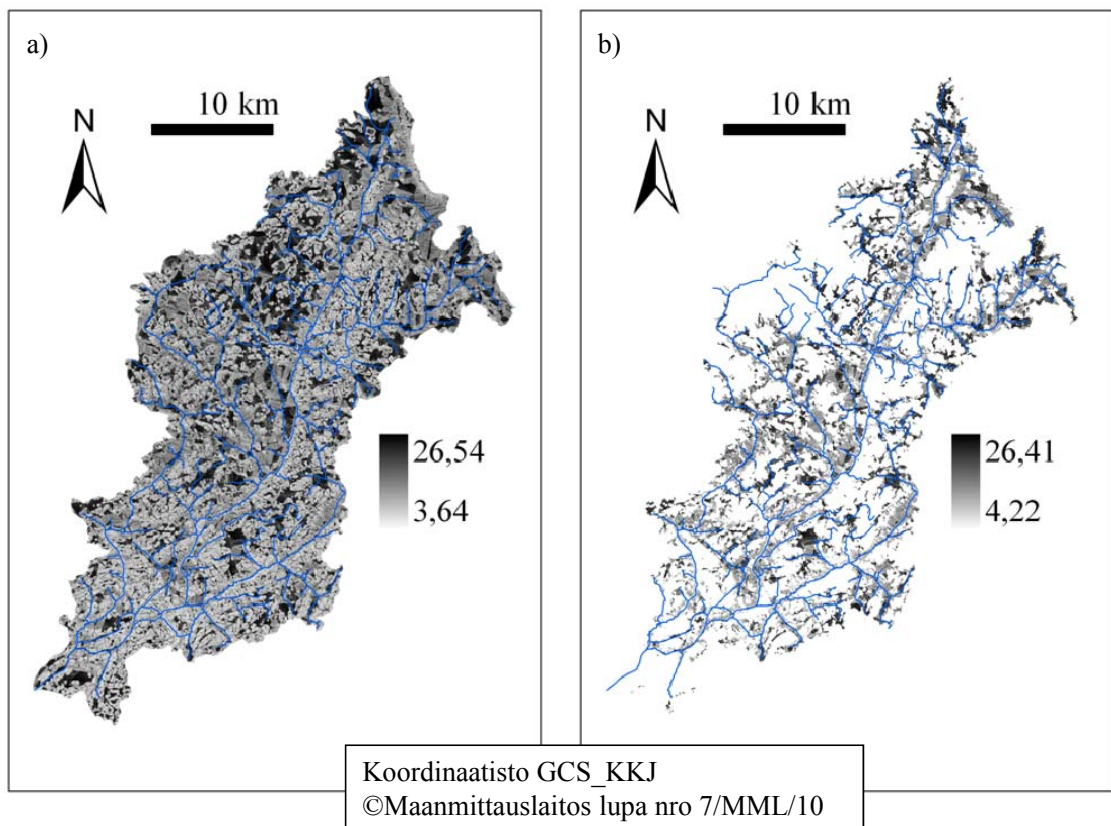 a)
10 km
N
26,54
3,64
b)
10 km
N
26,41
4,22
Koordinaatisto GCS_KKJ
©Maanmittauslaitos lupa nro 7/MML/10